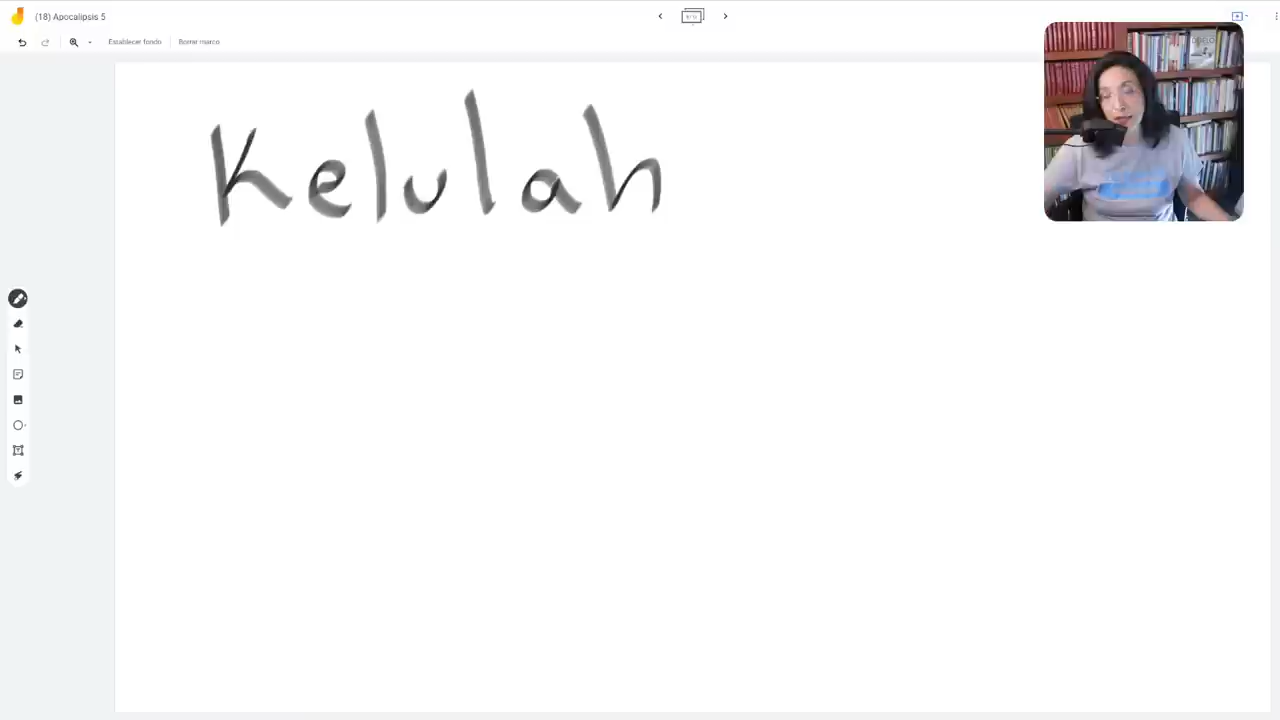 (18) Apocalipsis 5
Establecer fondo
Borrar marco
Kelulah